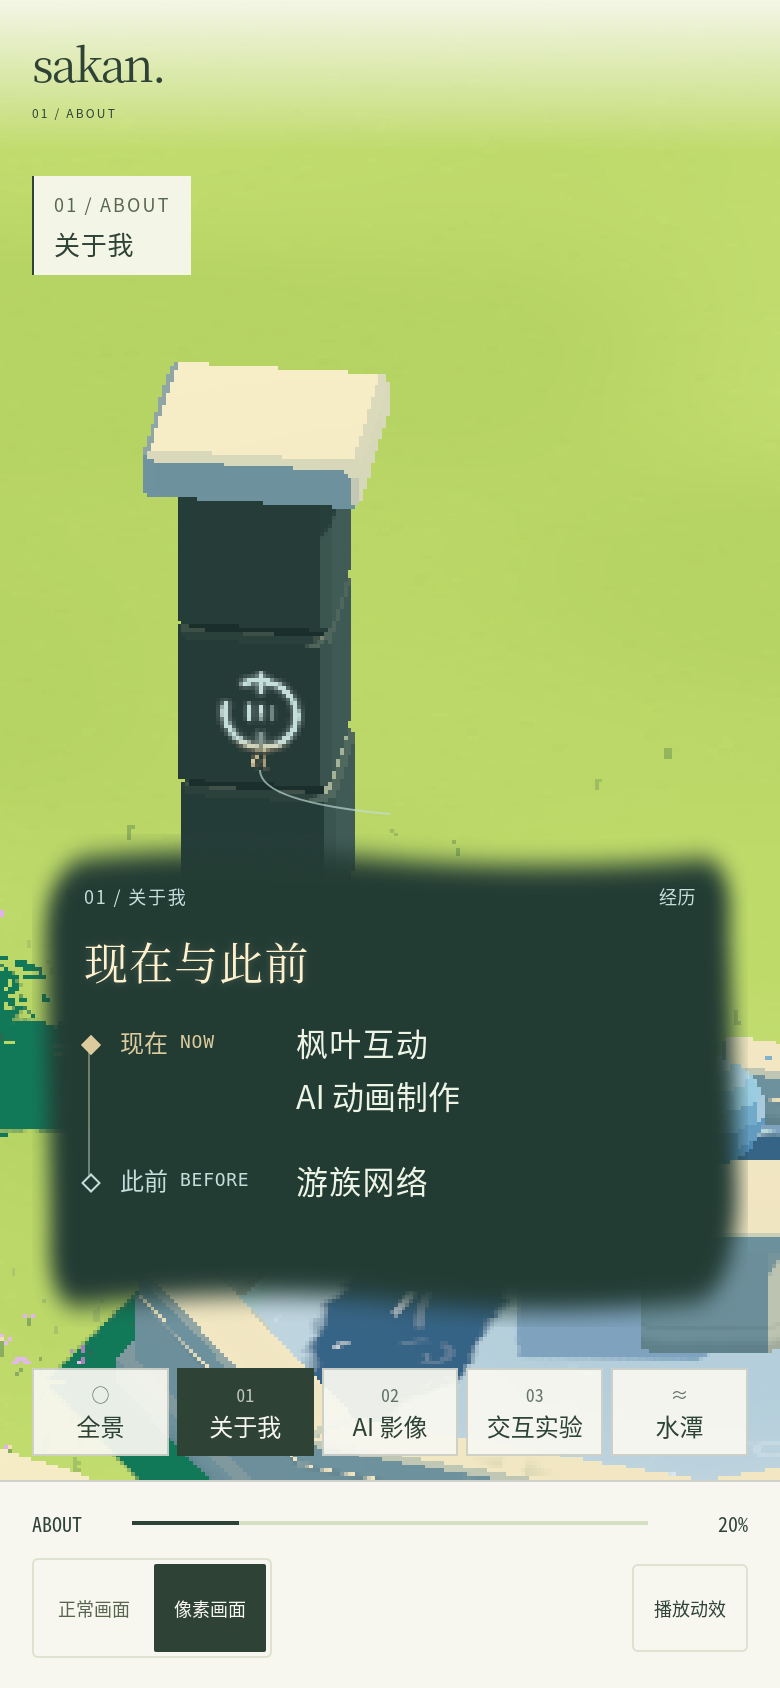 sakan.
01 / ABOUT
01 / ABOUT
关于我
01 / 关于我
经历
现在与此前
现在 NOW
枫叶互动
AI 动画制作
此前 BEFORE
游族网络
全景
01
关于我
02
AI 影像
03
交互实验
≈
水潭
ABOUT
20%
正常画面
像素画面
播放动效